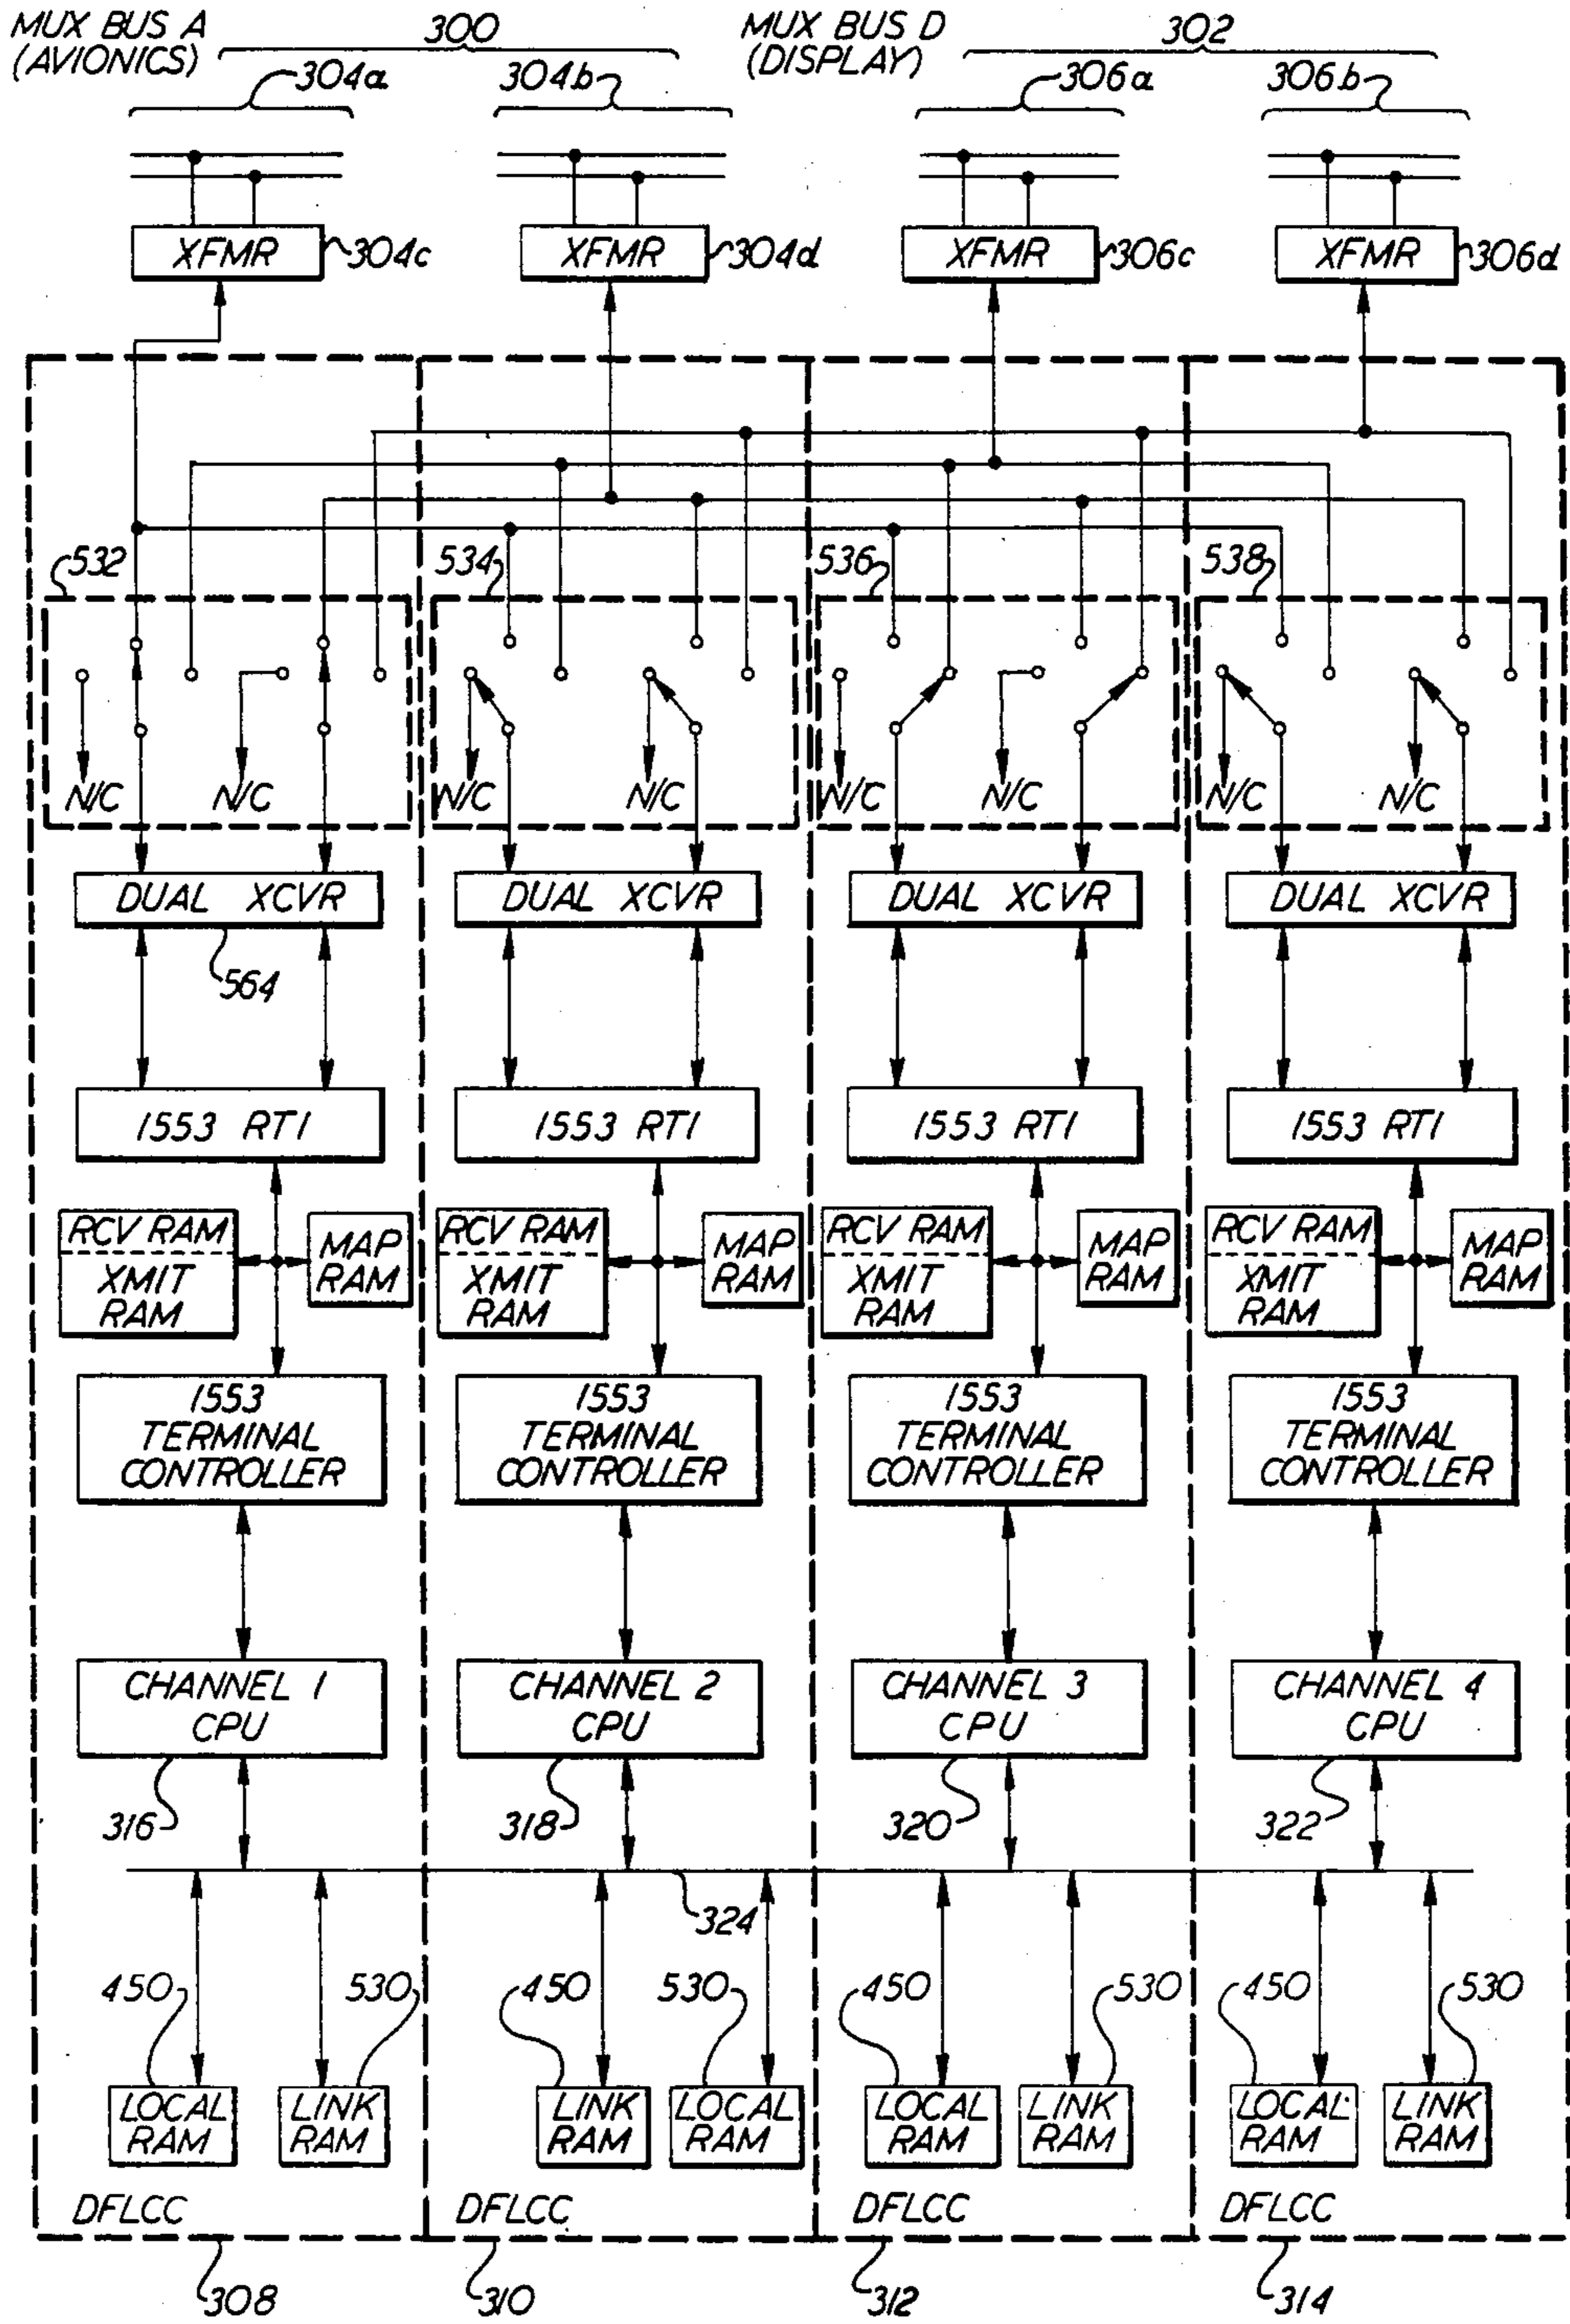 MUX BUS A
(AVIONICS)
300
MUX BUS D
(DISPLAY)
302
304a
304b
306a
306b
XFMR
304c
XFMR
304d
XFMR
306c
XFMR
306d
532
534
536
538
N/C
N/C
N/C
N/C
N/C
N/C
N/C
N/C
DUAL XCVR
DUAL XCVR
DUAL XCVR
DUAL XCVR
564
1553 RTI
1553 RTI
1553 RTI
1553 RTI
RCV RAM
XMIT
RAM
MAP
RAM
RCV RAM
XMIT
RAM
MAP
RAM
RCV RAM
XMIT
RAM
MAP
RAM
RCV RAM
XMIT
RAM
MAP
RAM
1553
TERMINAL
CONTROLLER
1553
TERMINAL
CONTROLLER
1553
TERMINAL
CONTROLLER
1553
TERMINAL
CONTROLLER
CHANNEL 1
CPU
CHANNEL 2
CPU
CHANNEL 3
CPU
CHANNEL 4
CPU
316
318
320
322
324
450
530
450
530
450
530
450
530
LOCAL
RAM
LINK
RAM
LINK
RAM
LOCAL
RAM
LOCAL
RAM
LINK
RAM
LOCAL
RAM
LINK
RAM
DFLCC
DFLCC
DFLCC
DFLCC
308
310
312
314